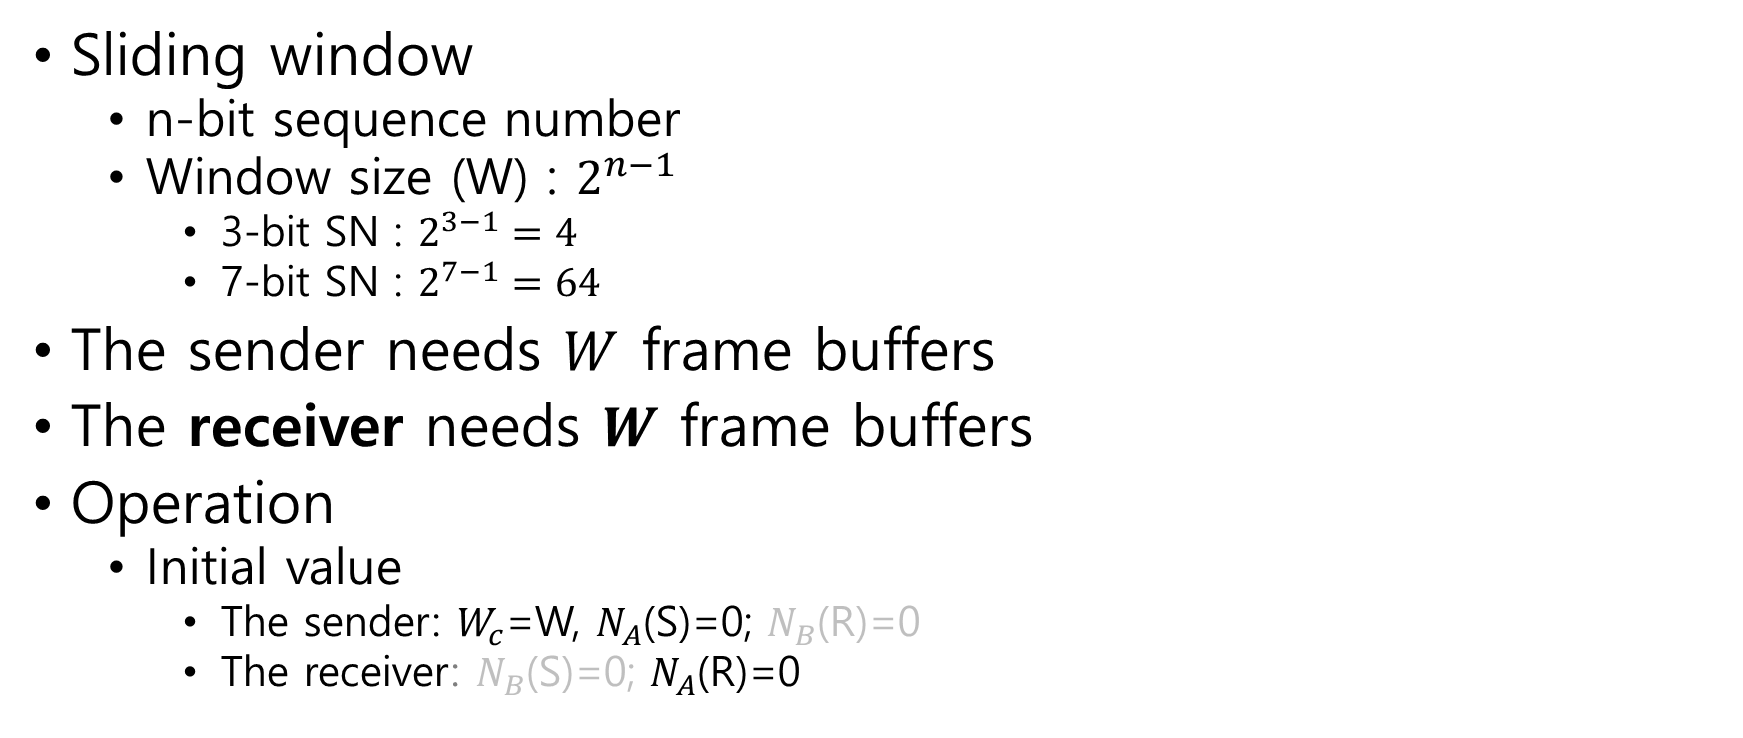 • Sliding window
• n-bit sequence number
• Window size (W) : 2^{n−1}
• 3-bit SN : 2^{3−1} = 4
• 7-bit SN : 2^{7−1} = 64
• The sender needs W frame buffers
• The receiver needs W frame buffers
• Operation
• Initial value
• The sender: W_c=W, N_A(S)=0; N_B(R)=0
• The receiver: N_B(S)=0; N_A(R)=0